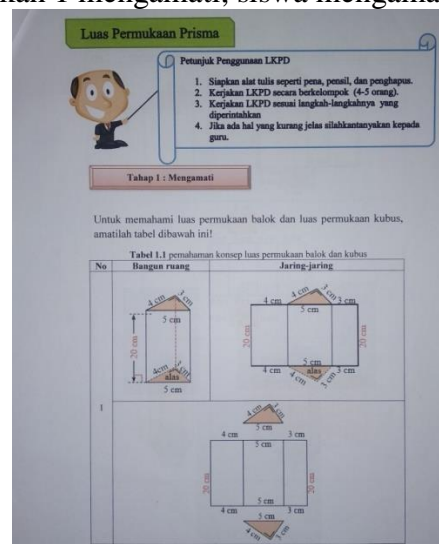 Luas Permukaan Prisma
Petunjuk Penggunaan LKPD
1. Siapkan alat tulis seperti pena, pensil, dan penghapus.
2. Kerjakan LKPD secara berkelompok (4-5 orang).
3. Kerjakan LKPD sesuai langkah-langkahnya yang
diperintahkan
4. Jika ada hal yang kurang jelas silahkantanyakan kepada
guru.
Tahap 1 : Mengamati
Untuk memahami luas permukaan balok dan luas permukaan kubus,
amatilah tabel dibawah ini!
Tabel 1.1 pemahaman konsep luas permukaan balok dan kubus
No Bangun ruang Jaring-jaring
1
4 cm 3 cm
5 cm
20 cm
4cm 3 cm
alas
5 cm
4 cm 4 cm 3 cm 3 cm
5 cm
20 cm 20 cm
5 cm
4 cm alas 3 cm
4 cm 3 cm
4 cm 3 cm
5 cm
4 cm 3 cm
5 cm
20 cm 20 cm
5 cm
4 cm 3 cm
5 cm
4 cm 3 cm